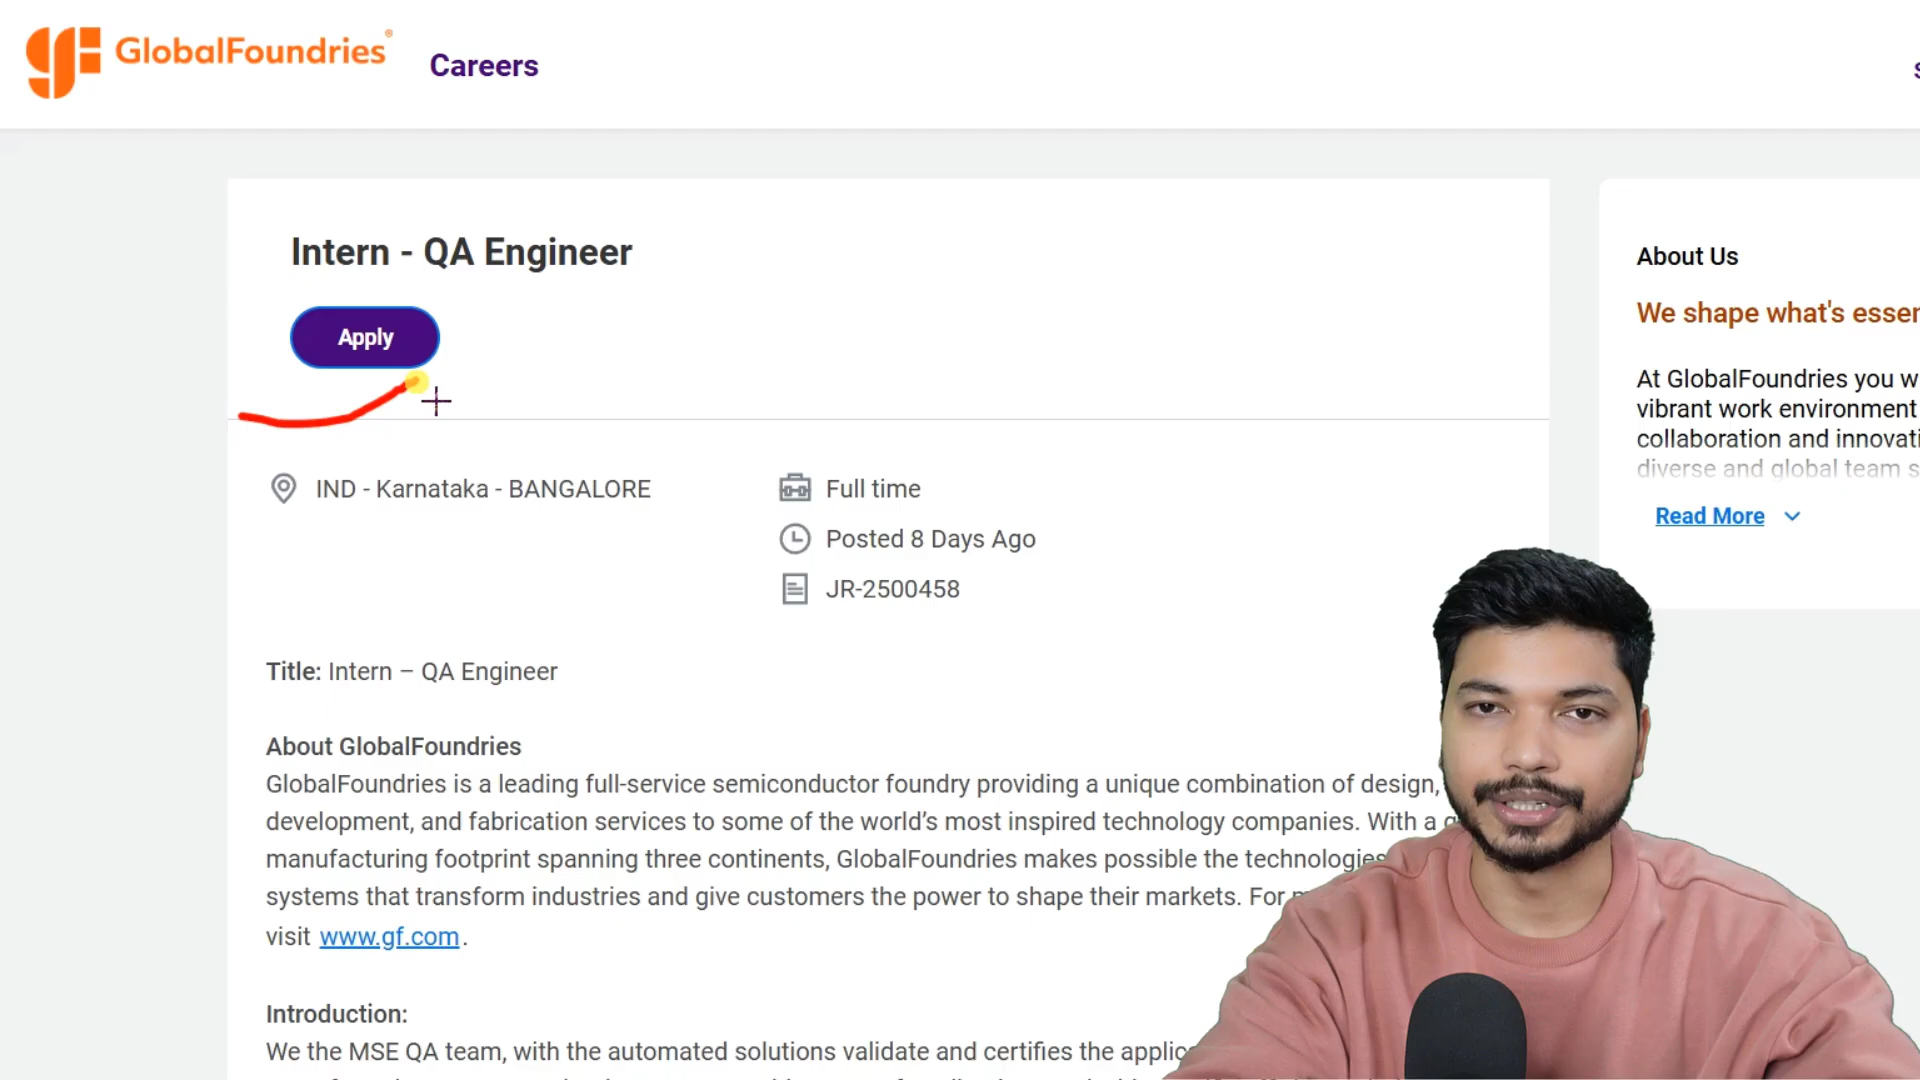 GlobalFoundries®
Careers
Intern - QA Engineer
Apply
IND - Karnataka - BANGALORE
Full time
Posted 8 Days Ago
JR-2500458
Title: Intern – QA Engineer
About GlobalFoundries
GlobalFoundries is a leading full-service semiconductor foundry providing a unique combination of design,
development, and fabrication services to some of the world’s most inspired technology companies. With a
manufacturing footprint spanning three continents, GlobalFoundries makes possible the technologies
systems that transform industries and give customers the power to shape their markets. For
visit www.gf.com.
Introduction:
We the MSE QA team, with the automated solutions validate and certifies the
About Us
We shape what's
At GlobalFoundries you
vibrant work environment
collaboration and
diverse and global team
Read More